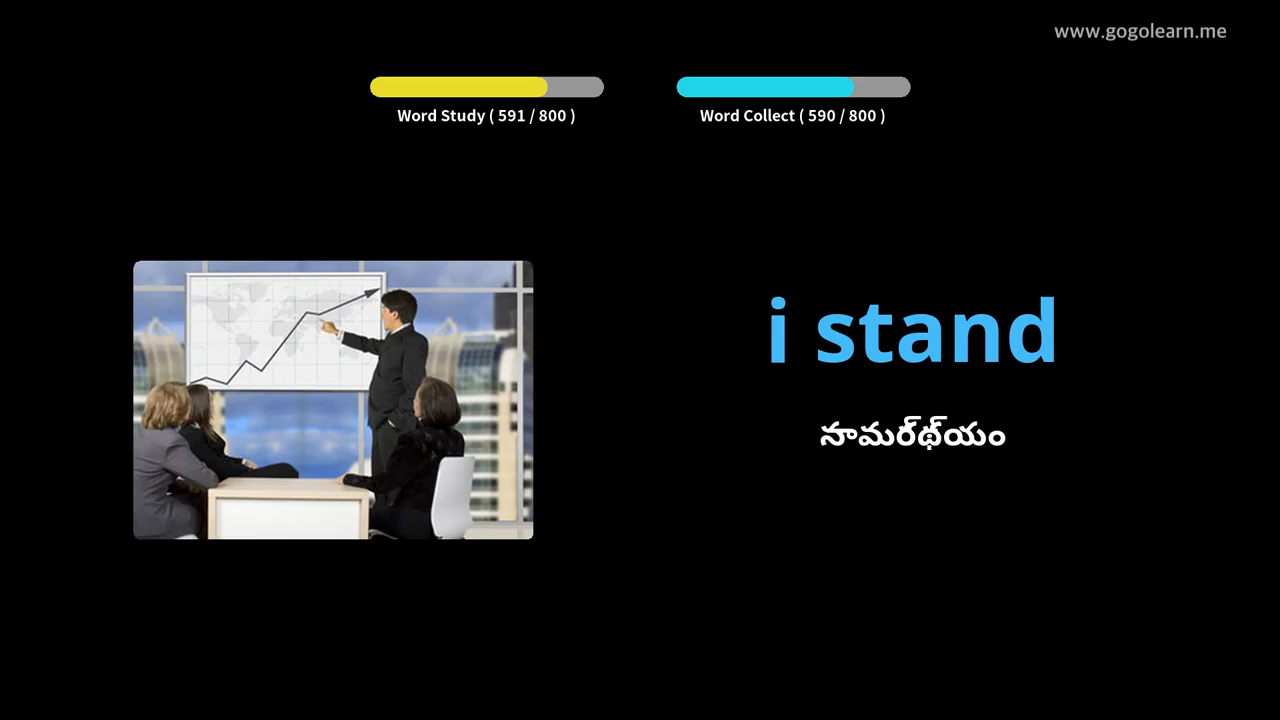 www.gogolearn.me
Word Study ( 591 / 800 )
Word Collect ( 590 / 800 )
i stand
నామర్‌థ్‌యం